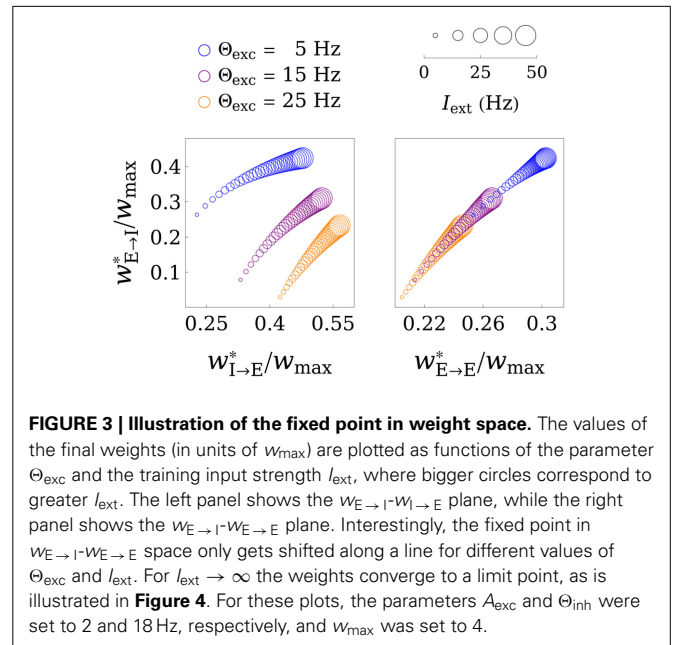 Θexc = 5 Hz
Θexc = 15 Hz
Θexc = 25 Hz
0 25 50
Iext (Hz)
0.4
0.3
0.2
0.1
w*E→I/wmax
0.25 0.4 0.55
w*I→E/wmax
0.22 0.26 0.3
w*E→E/wmax
FIGURE 3 | Illustration of the fixed point in weight space. The values of
the final weights (in units of wmax) are plotted as functions of the parameter
Θexc and the training input strength Iext, where bigger circles correspond to
greater Iext. The left panel shows the wE→I-wI→E plane, while the right
panel shows the wE→I-wE→E plane. Interestingly, the fixed point in
wE→I-wE→E space only gets shifted along a line for different values of
Θexc and Iext. For Iext → ∞ the weights converge to a limit point, as is
illustrated in Figure 4. For these plots, the parameters Aexc and Θinh were
set to 2 and 18 Hz, respectively, and wmax was set to 4.